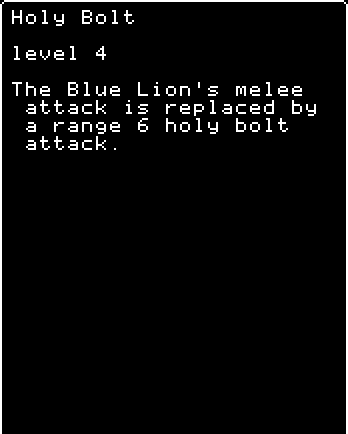 Holy Bolt
level 4
The Blue Lion's melee
attack is replaced by
a range 6 holy bolt
attack.